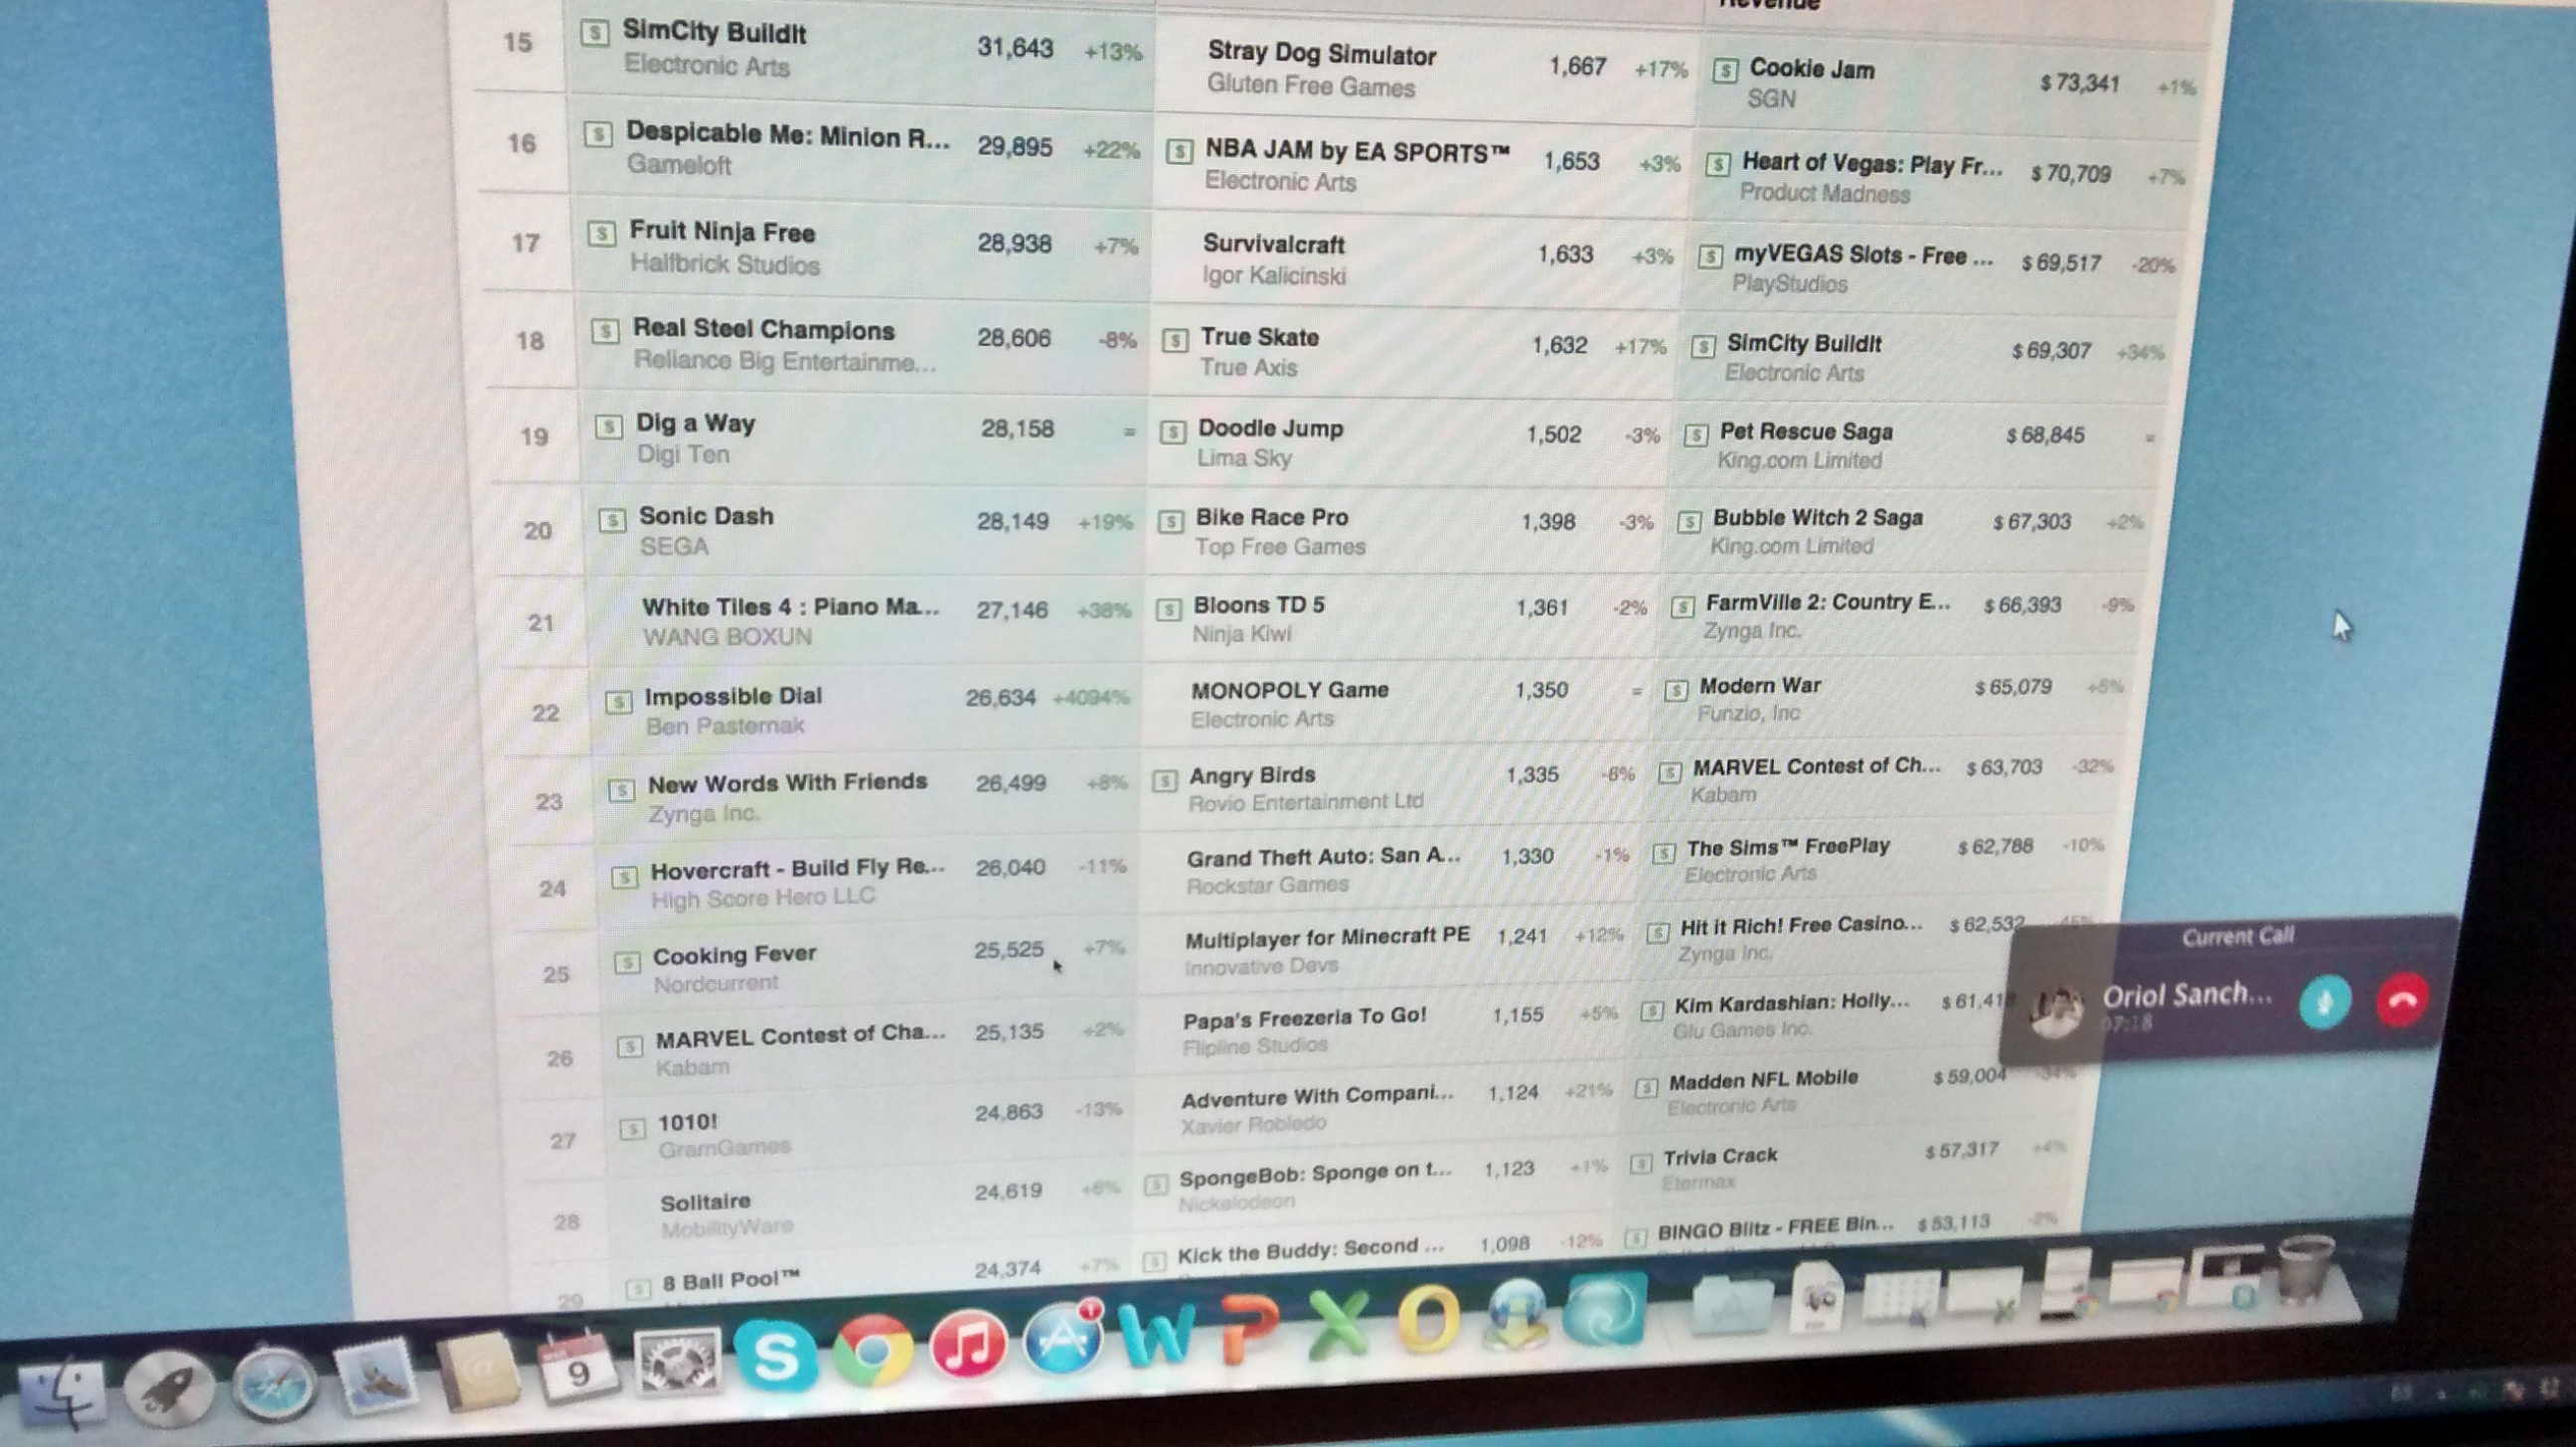 Revenue
15 SimCity BuildIt 31,643 +13% Stray Dog Simulator 1,667 +17% Cookie Jam $ 73,341 +1%
Electronic Arts Gluten Free Games SGN
16 Despicable Me: Minion R... 29,895 +22% NBA JAM by EA SPORTS™ 1,653 +3% Heart of Vegas: Play Fr... $ 70,709 +7%
Gameloft Electronic Arts Product Madness
17 Fruit Ninja Free 28,938 +7% Survivalcraft 1,633 +3% myVEGAS Slots - Free ... $ 69,517 -20%
Halfbrick Studios Igor Kalicinski PlayStudios
18 Real Steel Champions 28,606 -8% True Skate 1,632 +17% SimCity BuildIt $ 69,307 +34%
Reliance Big Entertainme... True Axis Electronic Arts
19 Dig a Way 28,158 = Doodle Jump 1,502 -3% Pet Rescue Saga $ 68,845 =
Digi Ten Lima Sky King.com Limited
20 Sonic Dash 28,149 +19% Bike Race Pro 1,398 -3% Bubble Witch 2 Saga $ 67,303 +2%
SEGA Top Free Games King.com Limited
21 White Tiles 4 : Piano Ma... 27,146 +38% Bloons TD 5 1,361 -2% FarmVille 2: Country E... $ 66,393 -9%
WANG BOXUN Ninja Kiwi Zynga Inc.
22 Impossible Dial 26,634 +4094% MONOPOLY Game 1,350 = Modern War $ 65,079 +5%
Ben Pasternak Electronic Arts Funzio, Inc
23 New Words With Friends 26,499 +8% Angry Birds 1,335 -6% MARVEL Contest of Ch... $ 63,703 -32%
Zynga Inc. Rovio Entertainment Ltd Kabam
24 Hovercraft - Build Fly Re... 26,040 -11% Grand Theft Auto: San A... 1,330 -1% The Sims™ FreePlay $ 62,788 -10%
High Score Hero LLC Rockstar Games Electronic Arts
25 Cooking Fever 25,525 +7% Multiplayer for Minecraft PE 1,241 +12% Hit it Rich! Free Casino... $ 62,532
Nordcurrent Innovative Devs Zynga Inc.
26 MARVEL Contest of Cha... 25,135 +2% Papa's Freezeria To Go! 1,155 +5% Kim Kardashian: Holly... $ 61,41
Kabam Flipline Studios Glu Games Inc.
27 1010! 24,863 -13% Adventure With Compani... 1,124 +21% Madden NFL Mobile $ 59,004 -34%
GramGames Xavier Robledo Electronic Arts
28 Solitaire 24,619 +6% SpongeBob: Sponge on t... 1,123 +1% Trivia Crack $ 57,317 +4%
MobilityWare Nickelodeon Etermax
29 8 Ball Pool™ 24,374 +7% Kick the Buddy: Second ... 1,098 -12% BINGO Blitz - FREE Bin... $ 53,113 -2%
Current Call
Oriol Sanch...
07:18
9